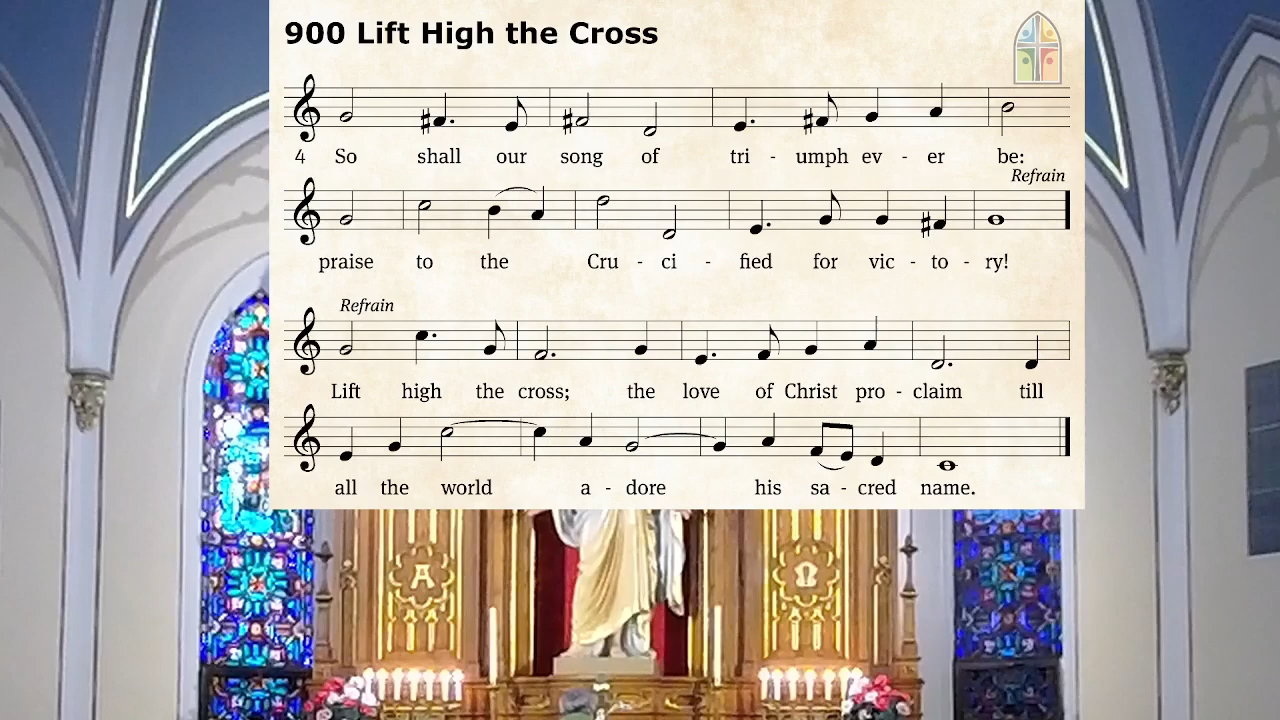 900 Lift High the Cross
4 So shall our song of tri - umph ev - er be:
Refrain
praise to the Cru - ci - fied for vic - to - ry!
Refrain
Lift high the cross; the love of Christ pro - claim till
all the world a - dore his sa - cred name.
A Ω